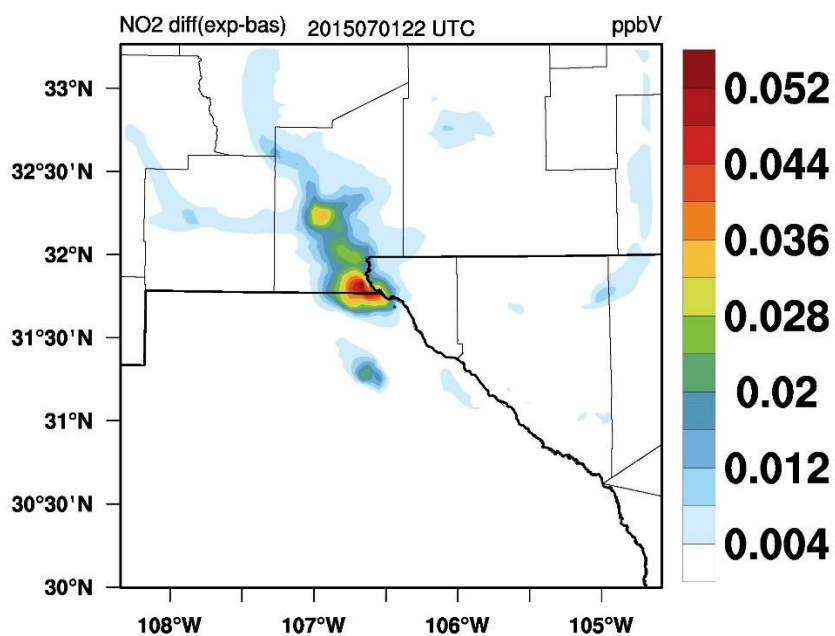 NO2 diff(exp-bas) 2015070122 UTC ppbV
33°N
32°30'N
32°N
31°30'N
31°N
30°30'N
30°N
108°W 107°W 106°W 105°W
0.052
0.044
0.036
0.028
0.02
0.012
0.004